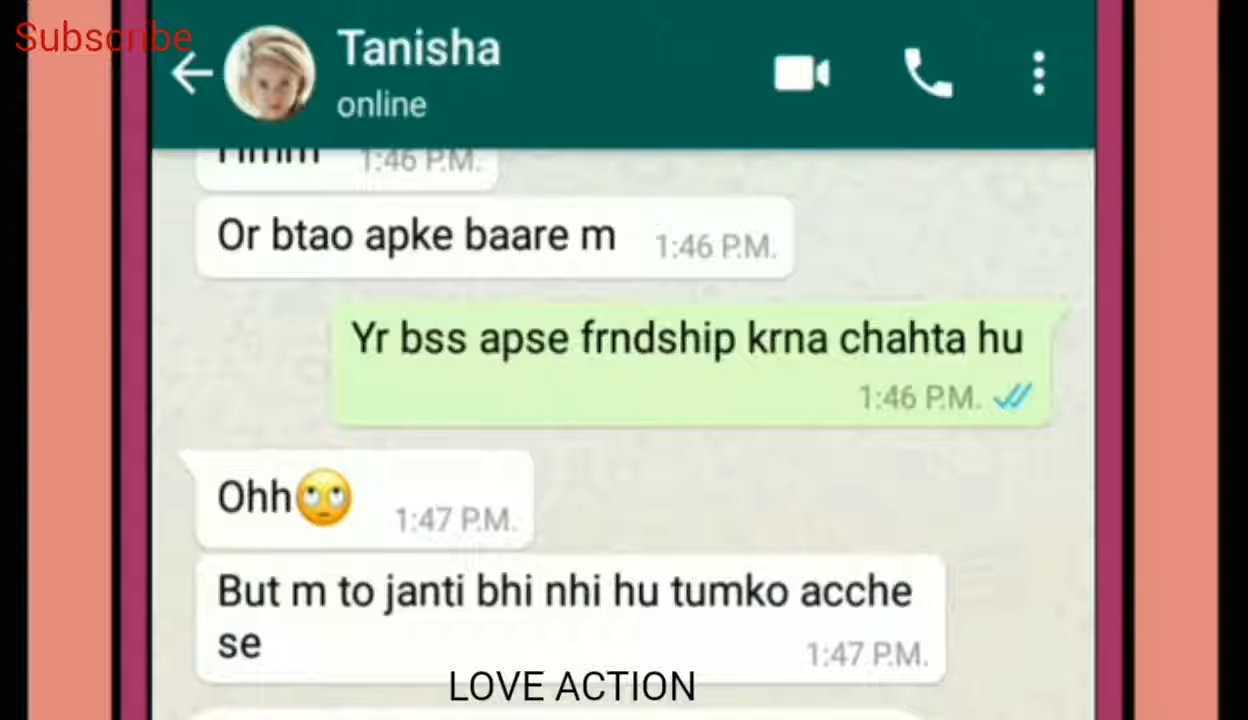 Subscribe
Tanisha
online
Hmm 1:46 P.M.
Or btao apke baare m 1:46 P.M.
Yr bss apse frndship krna chahta hu
1:46 P.M.
Ohh🙄 1:47 P.M.
But m to janti bhi nhi hu tumko acche
se 1:47 P.M.
LOVE ACTION